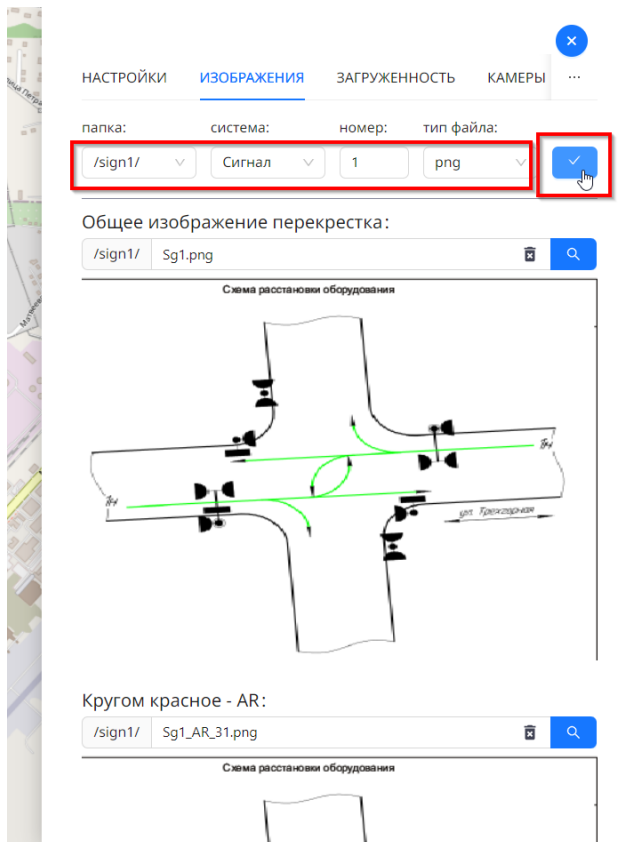 НАСТРОЙКИ ИЗОБРАЖЕНИЯ ЗАГРУЖЕННОСТЬ КАМЕРЫ ...
папка: система: номер: тип файла:
/sign1/ Сигнал 1 png
Общее изображение перекрестка:
/sign1/ Sg1.png
Схема расстановки оборудования
ул. Трехгорная
Кругом красное - AR:
/sign1/ Sg1_AR_31.png
Схема расстановки оборудования